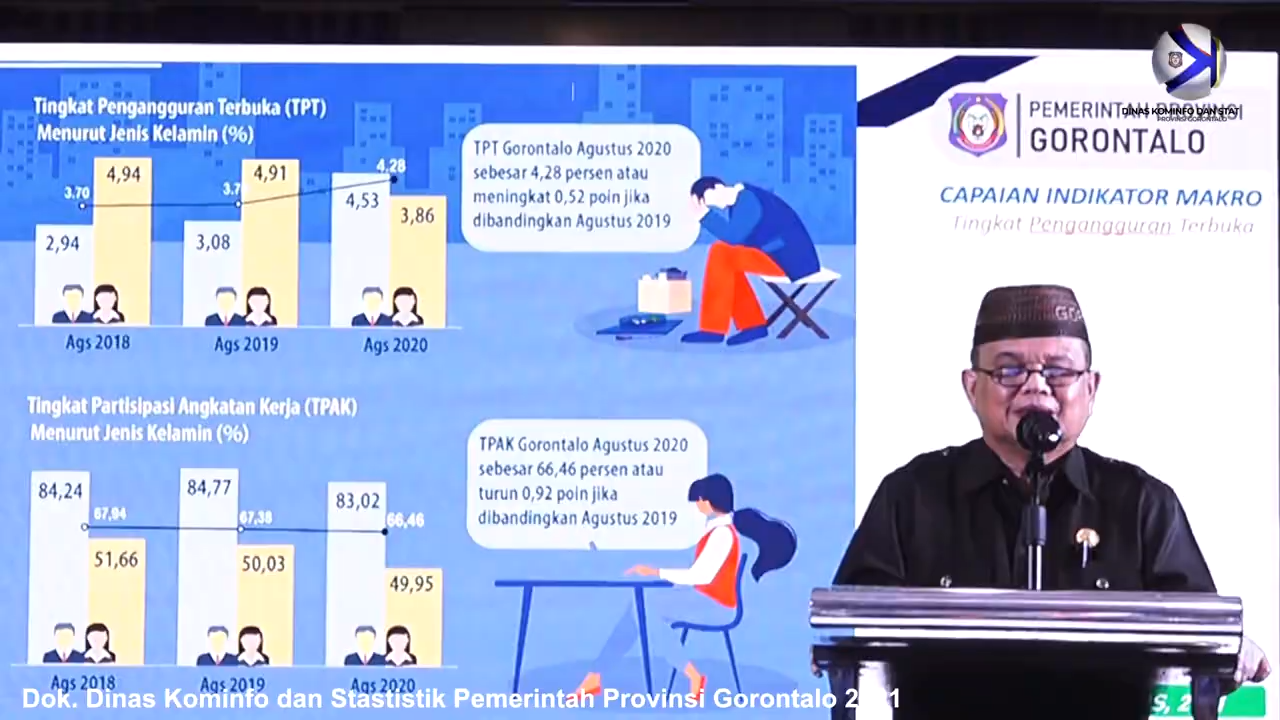 Tingkat Pengangguran Terbuka (TPT)
Menurut Jenis Kelamin (%)
3.70
4,94
2,94
3.7
4,91
3,08
4.28
4,53
3,86
Ags 2018
Ags 2019
Ags 2020
TPT Gorontalo Agustus 2020
sebesar 4,28 persen atau
meningkat 0,52 poin jika
dibandingkan Agustus 2019
Tingkat Partisipasi Angkatan Kerja (TPAK)
Menurut Jenis Kelamin (%)
84,24
67,94
51,66
84,77
67,38
50,03
83,02
66,46
49,95
Ags 2018
Ags 2019
Ags 2020
TPAK Gorontalo Agustus 2020
sebesar 66,46 persen atau
turun 0,92 poin jika
dibandingkan Agustus 2019
DINAS KOMINFO DAN STAT
PROVINSI GORONTALO
GORONTALO
CAPAIAN INDIKATOR MAKRO
Tingkat Pengangguran Terbuka
Dok. Dinas Kominfo dan Stastistik Pemerintah Provinsi Gorontalo